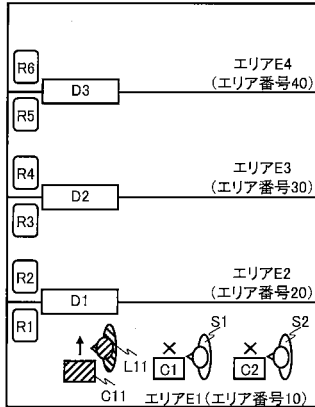 R6
エリアE4
(エリア番号40)
D3
R5
R4
エリアE3
(エリア番号30)
D2
R3
R2
エリアE2
(エリア番号20)
D1
R1
S1
S2
C1
C2
L11
C11
エリアE1(エリア番号10)